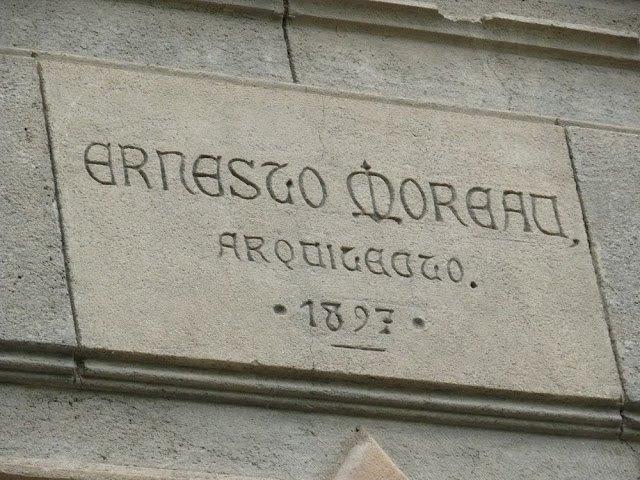 ERNESTO MOREAU,
ARQUITECTO.
· 1897 ·